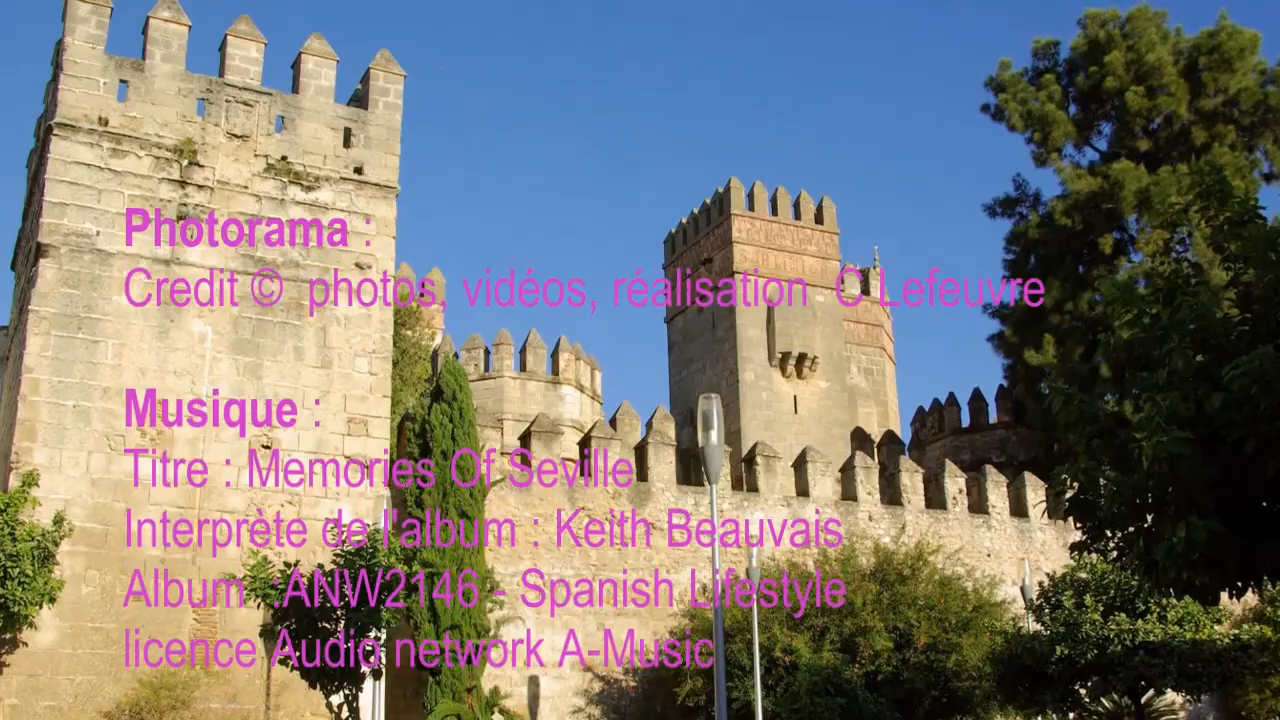 Photorama :
Credit © photos, vidéos, réalisation C Lefeuvre
Musique :
Titre : Memories Of Seville
Interprète de l'album : Keith Beauvais
Album :ANW2146 - Spanish Lifestyle
licence Audio network A-Music